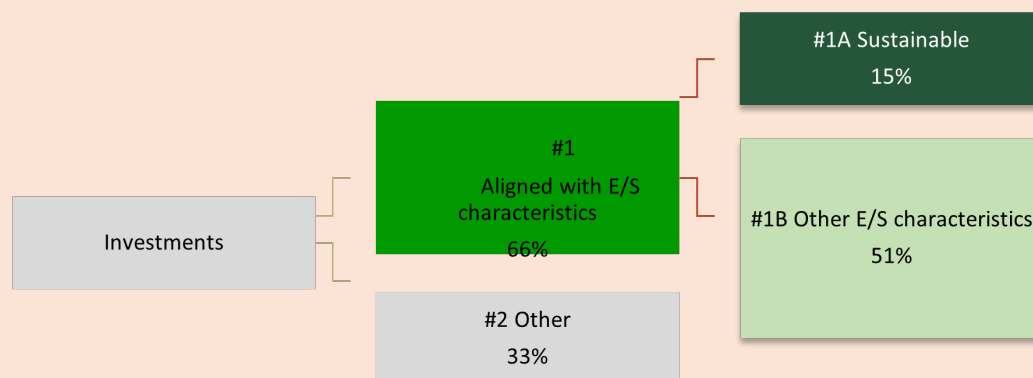 Investments
#1
Aligned with E/S
characteristics
66%
#2 Other
33%
#1A Sustainable
15%
#1B Other E/S characteristics
51%